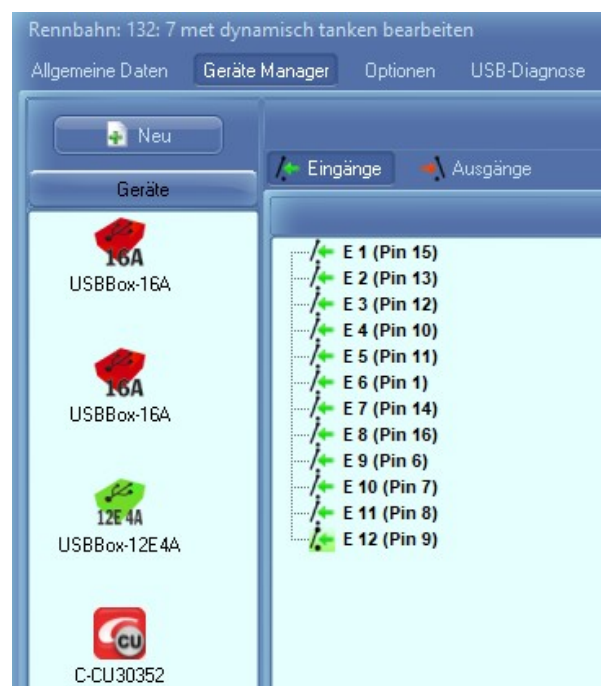 Rennbahn: 132: 7 met dynamisch tanken bearbeiten
Allgemeine Daten Geräte Manager Optionen USB-Diagnose
Neu
Geräte
16A
USBBox-16A
16A
USBBox-16A
12E 4A
USBBox-12E4A
CU
C-CU30352
Eingänge Ausgänge
E 1 (Pin 15)
E 2 (Pin 13)
E 3 (Pin 12)
E 4 (Pin 10)
E 5 (Pin 11)
E 6 (Pin 1)
E 7 (Pin 14)
E 8 (Pin 16)
E 9 (Pin 6)
E 10 (Pin 7)
E 11 (Pin 8)
E 12 (Pin 9)